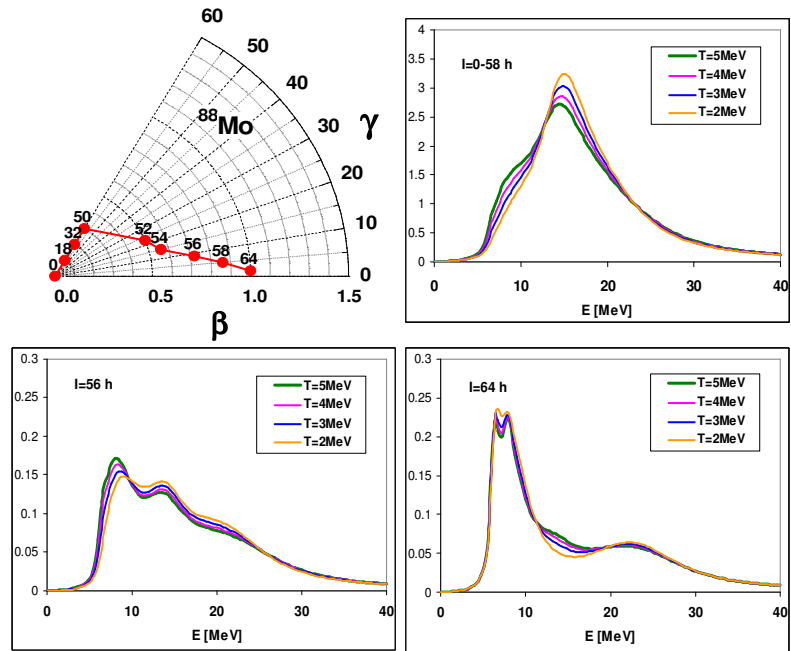 60
50
40
30
20
10
0
γ
88
Mo
50
32
18
0
52
54
56
58
64
0.0
0.5
1.0
1.5
β
I=0-58 h
T=5MeV
T=4MeV
T=3MeV
T=2MeV
4
3.5
3
2.5
2
1.5
1
0.5
0
0
10
20
30
40
E [MeV]
I=56 h
T=5MeV
T=4MeV
T=3MeV
T=2MeV
0.3
0.25
0.2
0.15
0.1
0.05
0
0
10
20
30
40
E [MeV]
I=64 h
T=5MeV
T=4MeV
T=3MeV
T=2MeV
0.3
0.25
0.2
0.15
0.1
0.05
0
0
10
20
30
40
E [MeV]